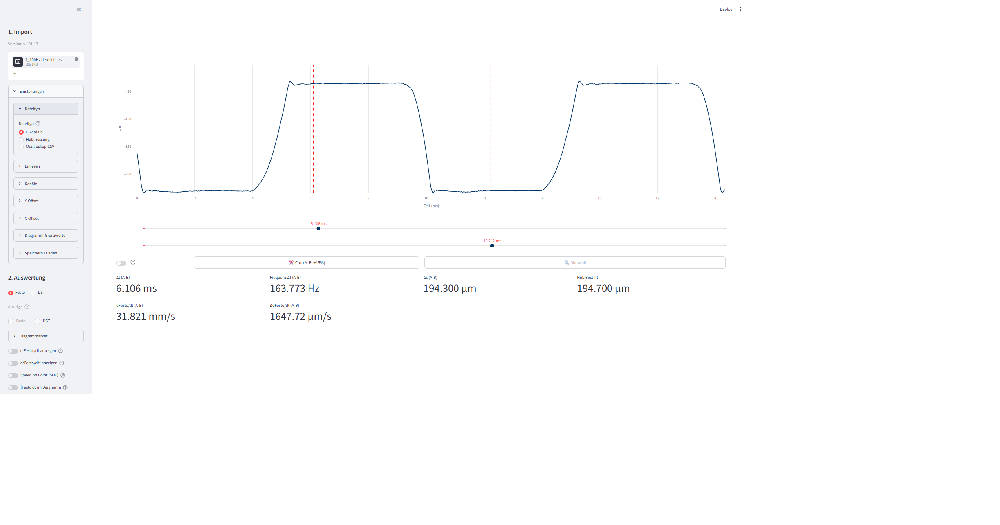 Deploy
1. Import
Version: v1.01.13
3_100Hz deutsch.csv
106.1KB
+
Einstellungen
Dateityp
Dateityp
CSV plain
Hubmessung
Oszilloskop CSV
Einlesen
Kanäle
Y-Offset
X-Offset
Diagramm-Grenzwerte
Speichern / Laden
2. Auswertung
Festo DST
Anzeige
Festo DST
Diagrammarker
d Festo /dt anzeigen
d²Festo/dt² anzeigen
Speed on Point (SOP)
∫Festo dt im Diagramm
−50
−100
−150
−200
µm
0 2 4 6 8 10 12 14 16 18 20
Zeit (ms)
6.106 ms
12.212 ms
Crop A–B (+15%)
Show All
Δt (A-B) Frequenz Δt (A-B) Δs (A-B) Hub Best-fit
6.106 ms 163.773 Hz 194.300 µm 194.700 µm
dFesto/dt (A-B) ΔdFesto/dt (A-B)
31.821 mm/s 1647.72 µm/s